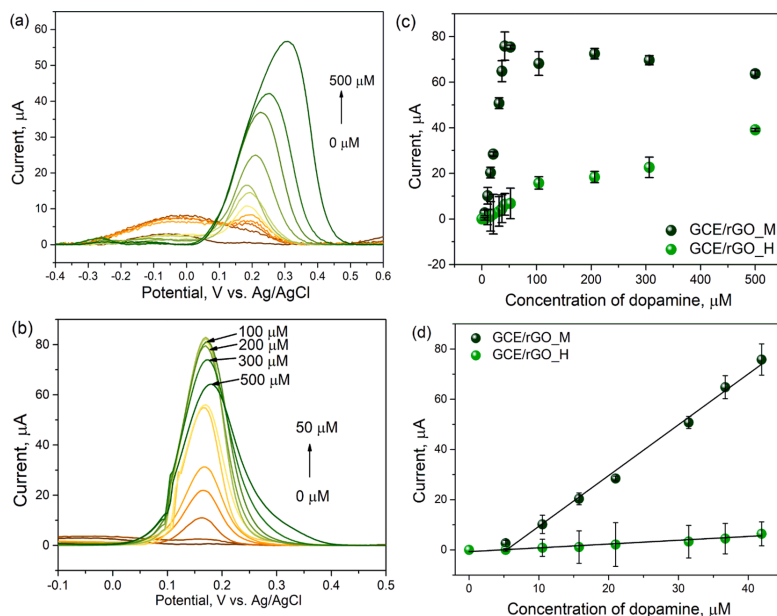 (a)
60
50
40
30
20
10
0
Current, µA
500 µM
0 µM
-0.4 -0.3 -0.2 -0.1 0.0 0.1 0.2 0.3 0.4 0.5 0.6
Potential, V vs. Ag/AgCl
(b)
80
60
40
20
0
Current, µA
100 µM
200 µM
300 µM
500 µM
50 µM
0 µM
-0.1 0.0 0.1 0.2 0.3 0.4 0.5
Potential, V vs. Ag/AgCl
(c)
80
60
40
20
0
-20
Current, µA
GCE/rGO_M
GCE/rGO_H
0 100 200 300 400 500
Concentration of dopamine, µM
(d)
80
60
40
20
0
Current, µA
GCE/rGO_M
GCE/rGO_H
0 10 20 30 40
Concentration of dopamine, µM